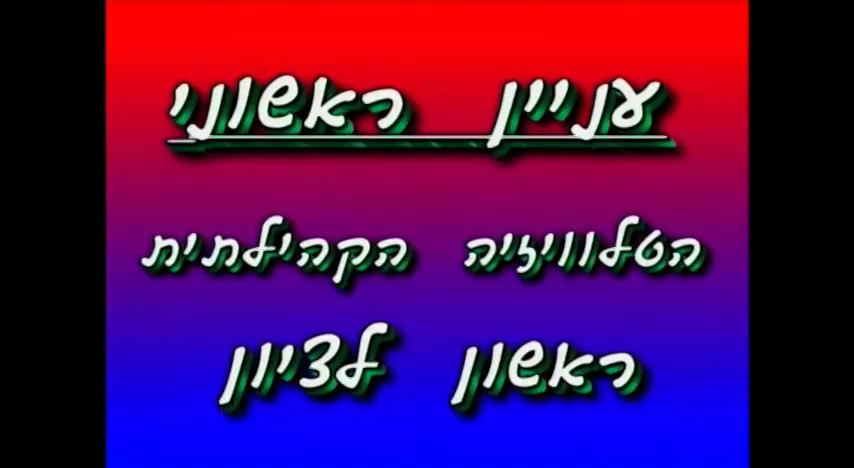 עניין ראשוני
הטלוויזיה הקהילתית
ראשון לציון